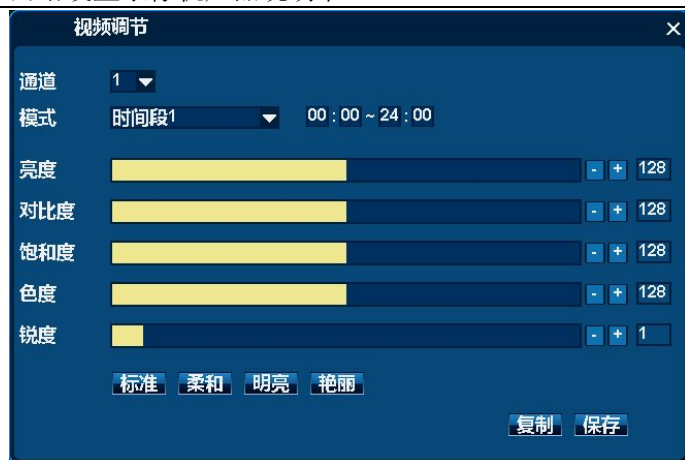 视频调节
通道 1
模式 时间段1 00 : 00 ~ 24 : 00
亮度 - + 128
对比度 - + 128
饱和度 - + 128
色度 - + 128
锐度 - + 1
标准 柔和 明亮 艳丽
复制 保存